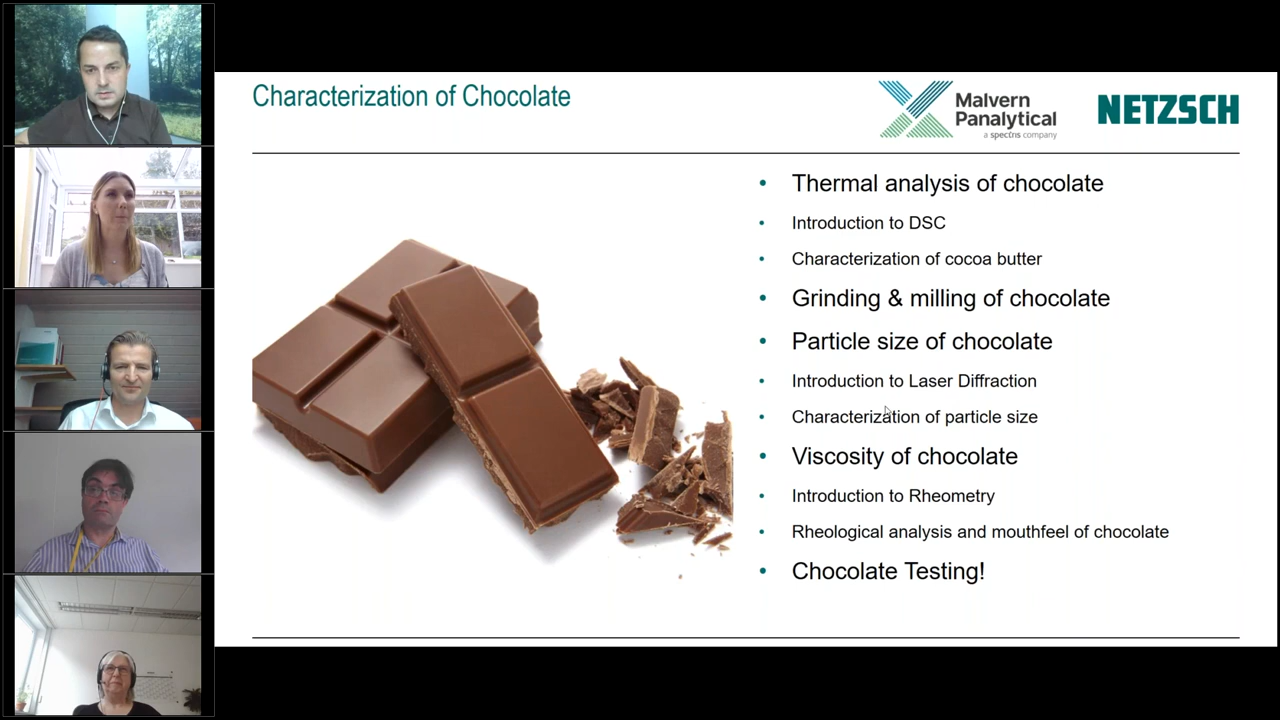 Characterization of Chocolate
Malvern
Panalytical
a spectris company
NETZSCH
• Thermal analysis of chocolate
• Introduction to DSC
• Characterization of cocoa butter
• Grinding & milling of chocolate
• Particle size of chocolate
• Introduction to Laser Diffraction
• Characterization of particle size
• Viscosity of chocolate
• Introduction to Rheometry
• Rheological analysis and mouthfeel of chocolate
• Chocolate Testing!